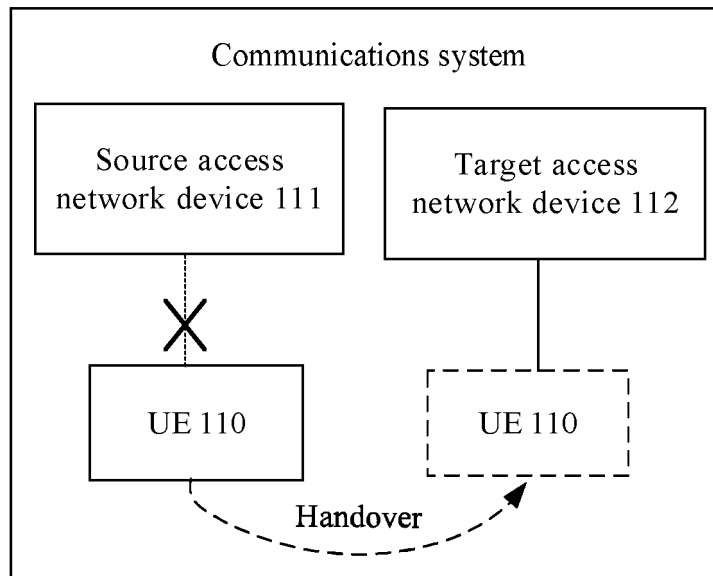 Communications system
Source access
network device 111
Target access
network device 112
UE 110
UE 110
Handover